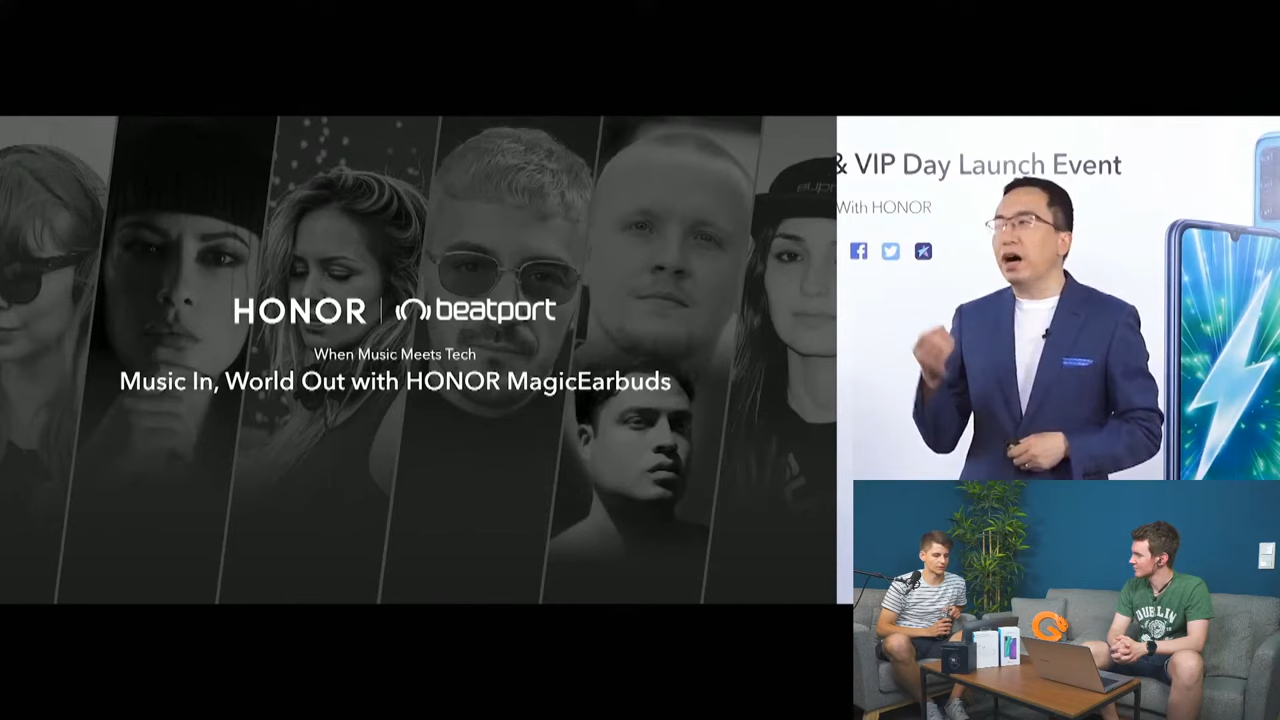 HONOR | beatport
When Music Meets Tech
Music In, World Out with HONOR MagicEarbuds
& VIP Day Launch Event
With HONOR
DUBLIN